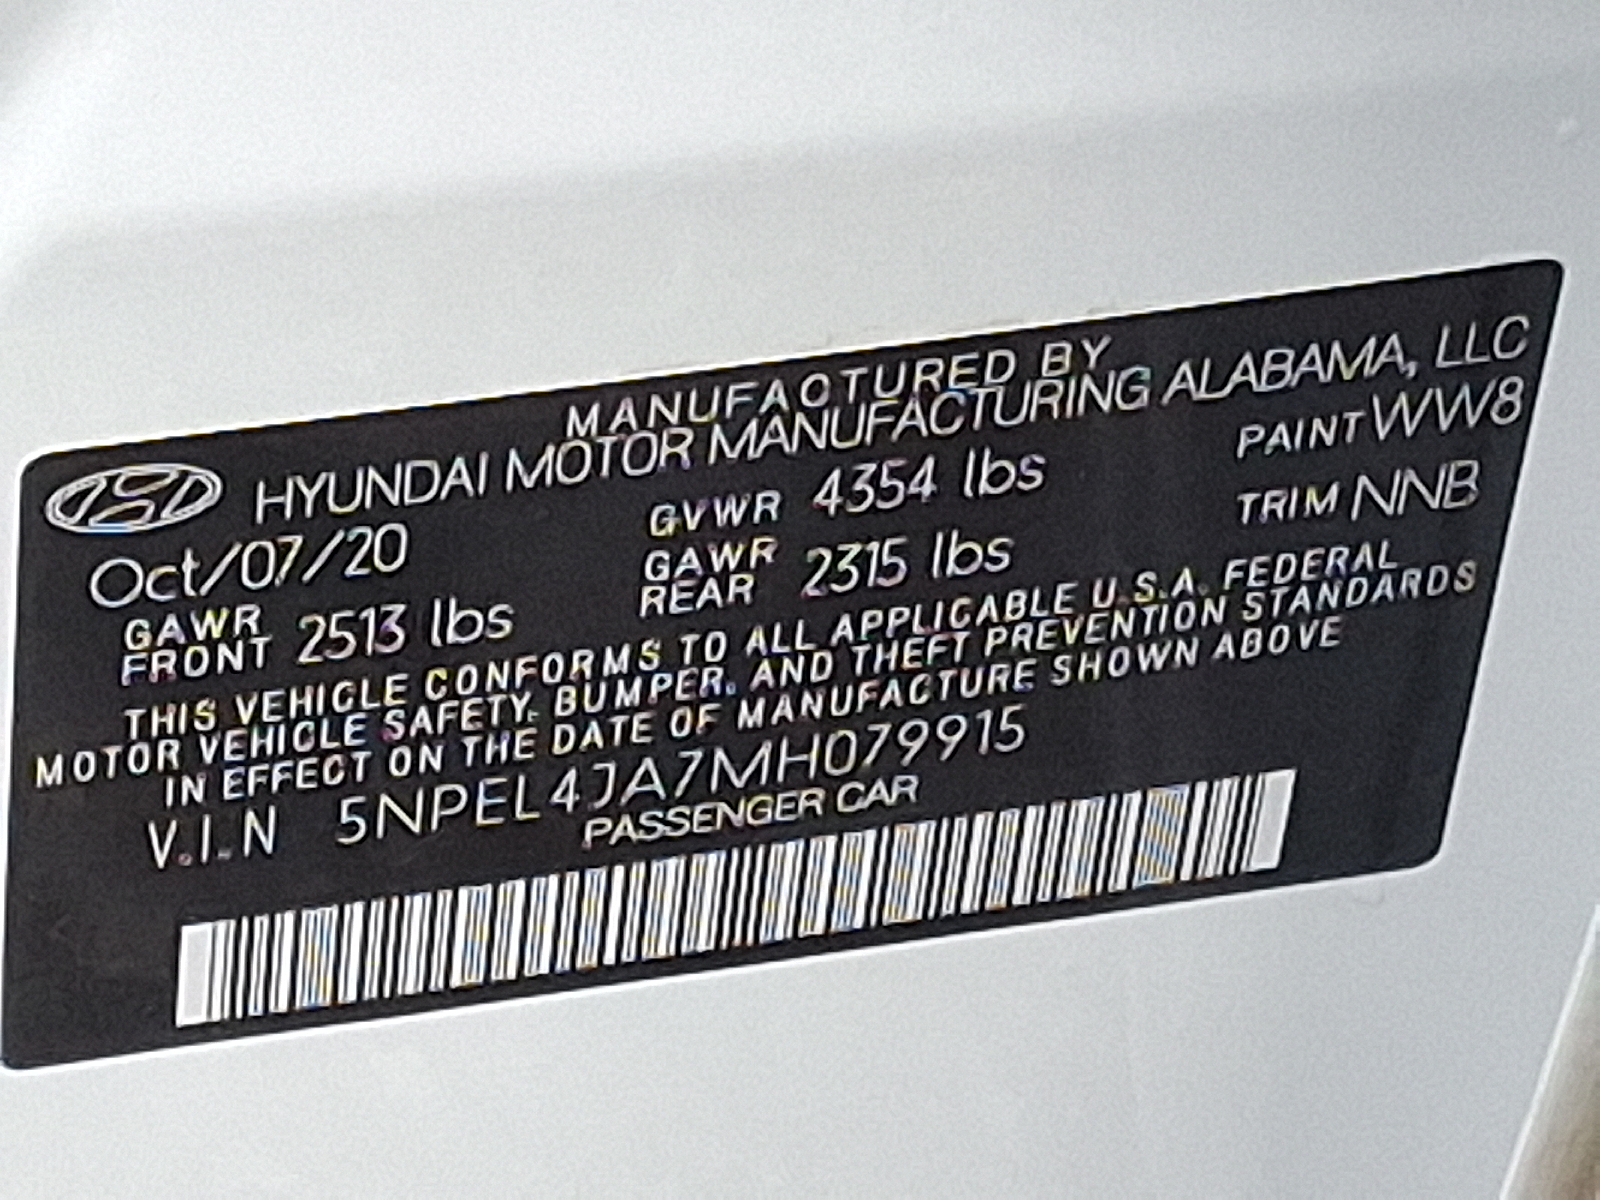 MANUFACTURED BY
HYUNDAI MOTOR MANUFACTURING ALABAMA, LLC
Oct/07/20 GVWR 4354 lbs PAINT WW8
GAWR FRONT 2513 lbs GAWR REAR 2315 lbs TRIM NNB
THIS VEHICLE CONFORMS TO ALL APPLICABLE U.S.A. FEDERAL
MOTOR VEHICLE SAFETY, BUMPER, AND THEFT PREVENTION STANDARDS
IN EFFECT ON THE DATE OF MANUFACTURE SHOWN ABOVE
V.I.N 5NPEL4JA7MH079915
PASSENGER CAR